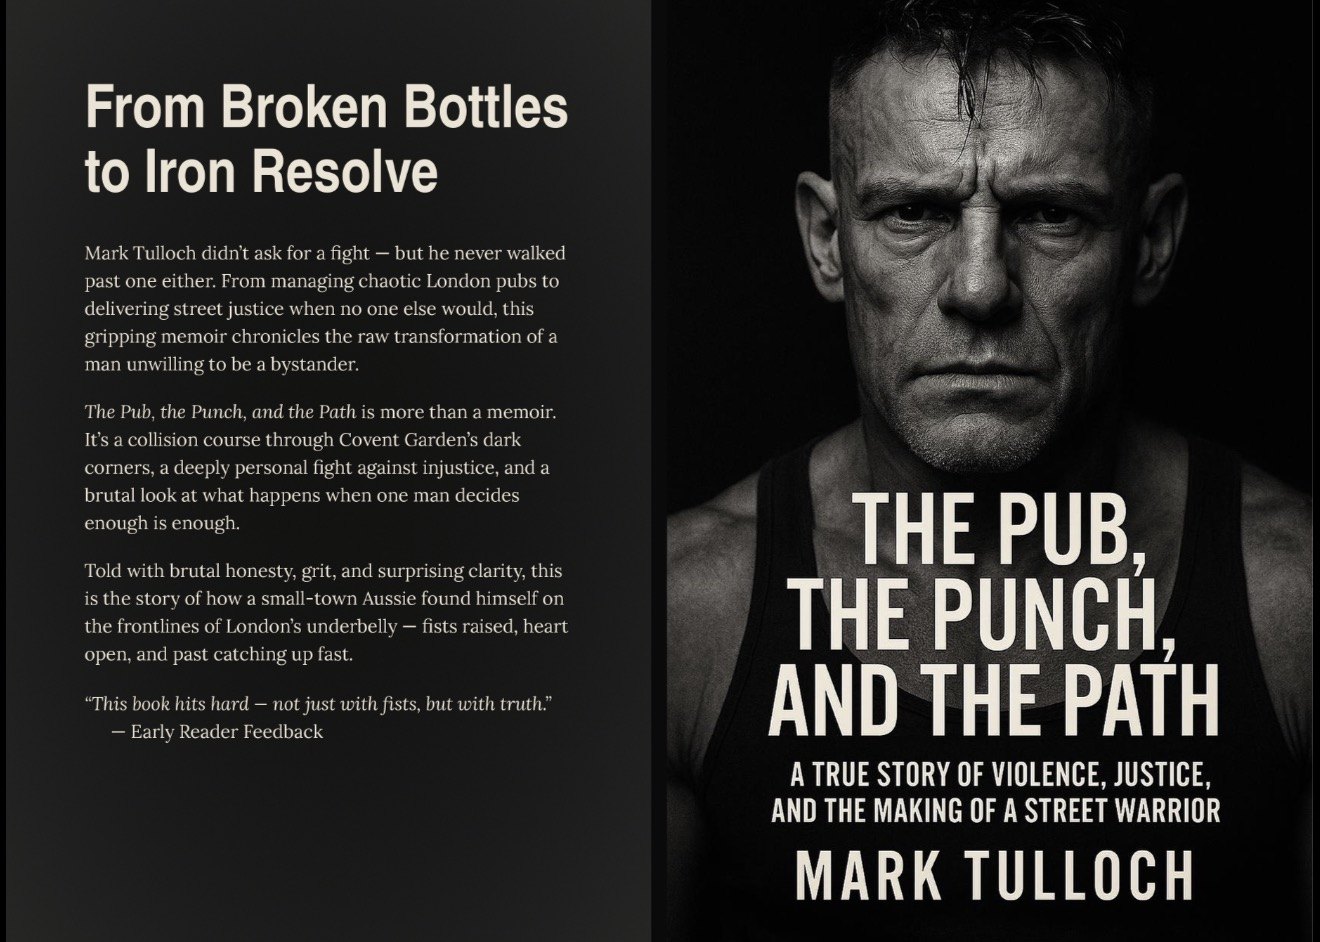 From Broken Bottles
to Iron Resolve
Mark Tulloch didn’t ask for a fight — but he never walked
past one either. From managing chaotic London pubs to
delivering street justice when no one else would, this
gripping memoir chronicles the raw transformation of a
man unwilling to be a bystander.
The Pub, the Punch, and the Path is more than a memoir.
It’s a collision course through Covent Garden’s dark
corners, a deeply personal fight against injustice, and a
brutal look at what happens when one man decides
enough is enough.
Told with brutal honesty, grit, and surprising clarity, this
is the story of how a small-town Aussie found himself on
the frontlines of London’s underbelly — fists raised, heart
open, and past catching up fast.
“This book hits hard — not just with fists, but with truth.”
— Early Reader Feedback
THE PUB,
THE PUNCH,
AND THE PATH
A TRUE STORY OF VIOLENCE, JUSTICE,
AND THE MAKING OF A STREET WARRIOR
MARK TULLOCH